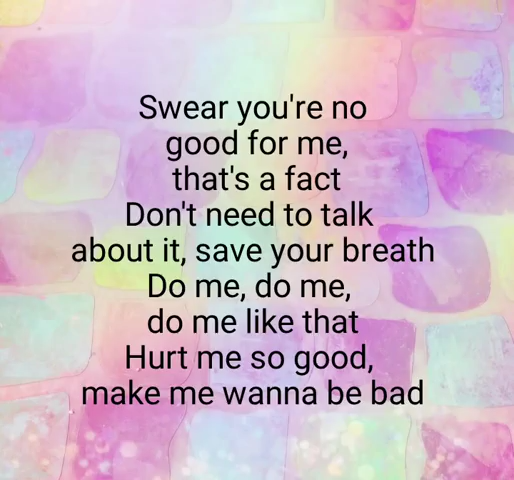 Swear you're no
good for me,
that's a fact
Don't need to talk
about it, save your breath
Do me, do me,
do me like that
Hurt me so good,
make me wanna be bad